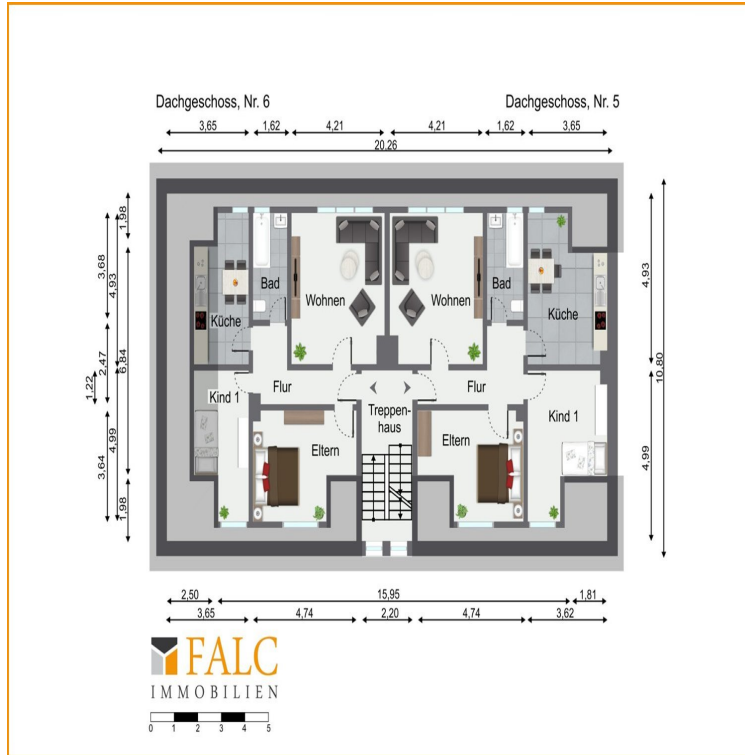 Dachgeschoss, Nr. 6 Dachgeschoss, Nr. 5
3,65 1,62 4,21 4,21 1,62 3,65
20,26
1,98
3,68
4,93
6,84
2,47
1,22
4,99
3,64
1,98
Küche
Bad
Wohnen
Wohnen
Bad
Küche
4,93
10,80
4,99
Kind 1
Flur
Treppen-
haus
Flur
Kind 1
Eltern
Eltern
2,50 15,95 1,81
3,65 4,74 2,20 4,74 3,62
FALC
IMMOBILIEN
0 1 2 3 4 5